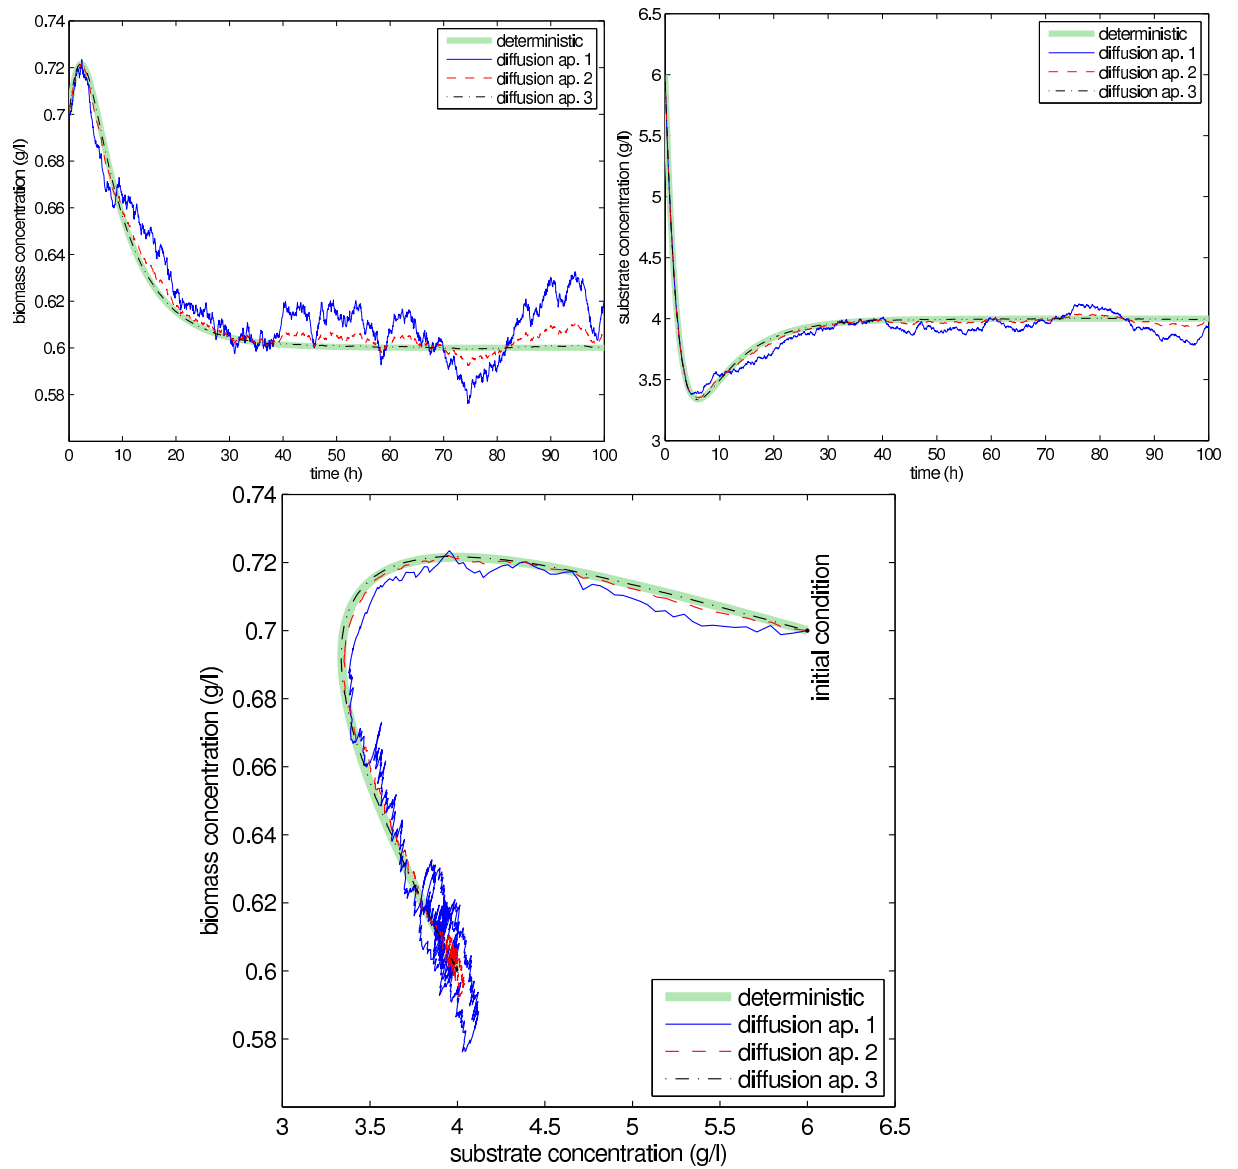 0.74
0.72
0.7
0.68
0.66
0.64
0.62
0.6
0.58
biomass concentration (g/l)
0 10 20 30 40 50 60 70 80 90 100
time (h)
deterministic
diffusion ap. 1
diffusion ap. 2
diffusion ap. 3
6.5
6
5.5
5
4.5
4
3.5
3
substrate concentration (g/l)
0 10 20 30 40 50 60 70 80 90 100
time (h)
deterministic
diffusion ap. 1
diffusion ap. 2
diffusion ap. 3
0.74
0.72
0.7
0.68
0.66
0.64
0.62
0.6
0.58
biomass concentration (g/l)
initial condition
deterministic
diffusion ap. 1
diffusion ap. 2
diffusion ap. 3
3 3.5 4 4.5 5 5.5 6 6.5
substrate concentration (g/l)